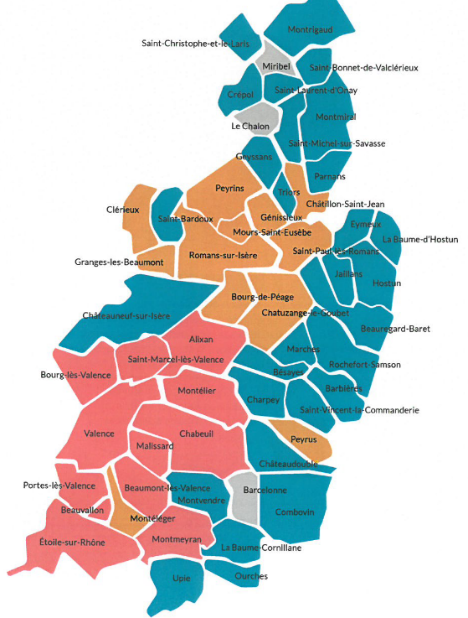 Montrigaud
Saint-Christophe-et-le-Laris
Miribel
Saint-Bonnet-de-Valclérieux
Crépol
Saint-Laurent-d'Onay
Montmiral
Le Chalon
Saint-Michel-sur-Savasse
Geyssans
Parnans
Peyrins
Triors
Châtillon-Saint-Jean
Clérieux
Saint-Bardoux
Génissieux
Eymeux
Mours-Saint-Eusèbe
La Baume-d'Hostun
Saint-Paul-lès-Romans
Romans-sur-Isère
Granges-les-Beaumont
Jaillans
Hostun
Bourg-de-Péage
Chatuzange-le-Goubet
Châteauneuf-sur-Isère
Beauregard-Baret
Alixan
Marches
Saint-Marcel-lès-Valence
Rochefort-Samson
Bésayes
Bourg-lès-Valence
Barbières
Montélier
Charpey
Saint-Vincent-la-Commanderie
Valence
Chabeuil
Peyrus
Malissard
Châteaudouble
Portes-lès-Valence
Beaumont-lès-Valence
Barcelonne
Montvendre
Beauvallon
Combovin
Montéléger
Étoile-sur-Rhône
Montmeyran
La Baume-Cornillane
Upie
Ourches